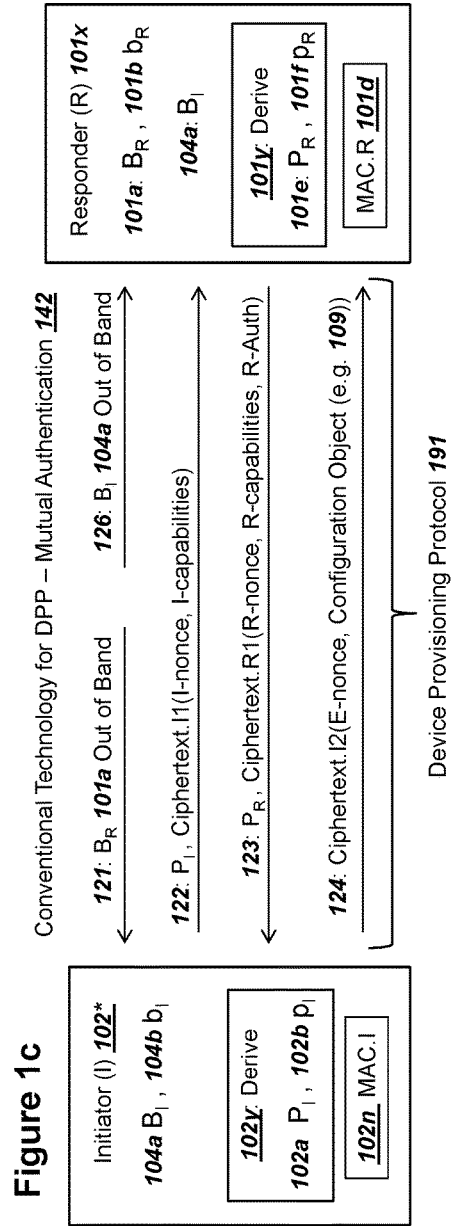 Figure 1c
Conventional Technology for DPP – Mutual Authentication 142
Initiator (I) 102*
104a B_I , 104b b_I
102y: Derive
102a P_I , 102b p_I
102n MAC.I
121: B_R 101a Out of Band
126: B_I 104a Out of Band
122: P_I , Ciphertext.I1(I-nonce, I-capabilities)
123: P_R , Ciphertext.R1(R-nonce, R-capabilities, R-Auth)
124: Ciphertext.I2(E-nonce, Configuration Object (e.g. 109))
Device Provisioning Protocol 191
Responder (R) 101x
101a: B_R , 101b b_R
104a: B_I
101y: Derive
101e: P_R , 101f p_R
MAC.R 101d